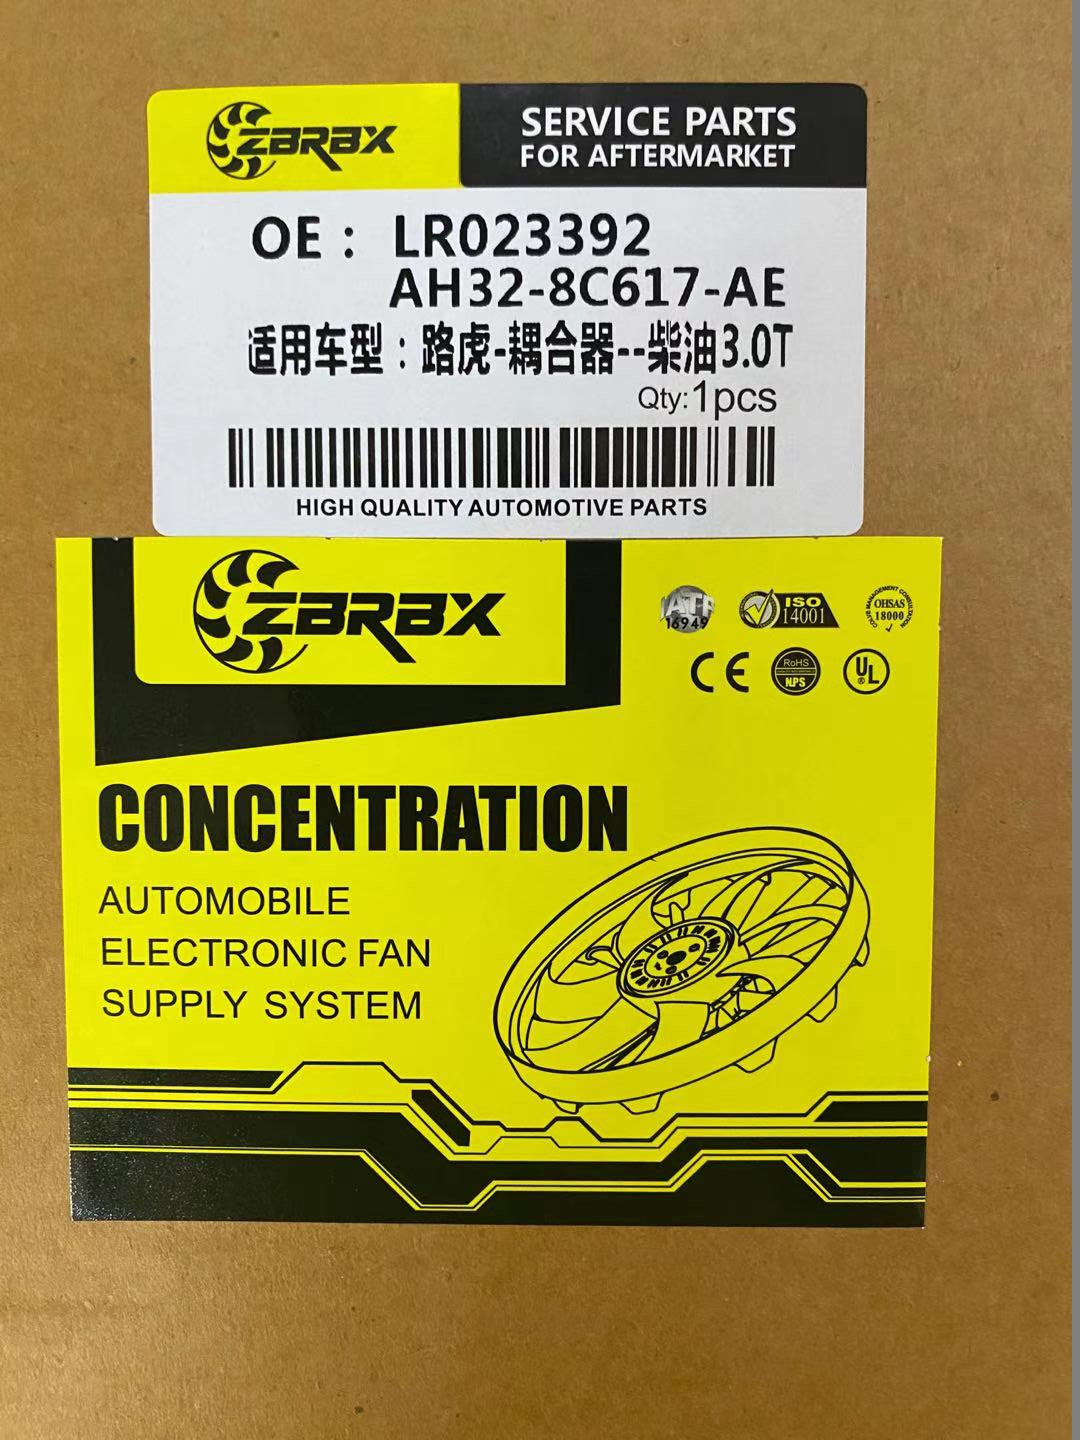 ZBRBX
SERVICE PARTS
FOR AFTERMARKET
OE： LR023392
AH32-8C617-AE
适用车型：路虎-耦合器--柴油3.0T
Qty:1pcs
HIGH QUALITY AUTOMOTIVE PARTS
ZBRBX
IATF
16949
ISO
14001
OHSAS
18000
CE
RoHS
NPS
UL
CONCENTRATION
AUTOMOBILE
ELECTRONIC FAN
SUPPLY SYSTEM